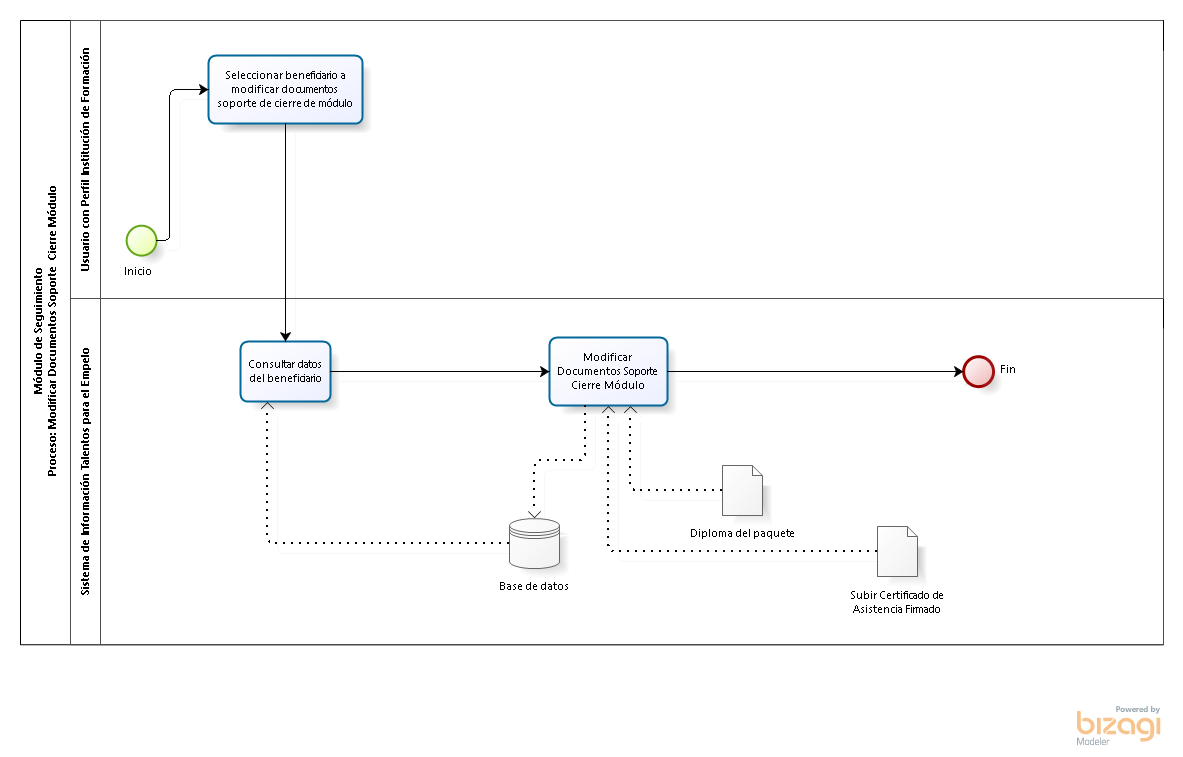 Módulo de Seguimiento
Proceso: Modificar Documentos Soporte Cierre Módulo
Usuario con Perfil Institución de Formación
Seleccionar beneficiario a
modificar documentos
soporte de cierre de módulo
Inicio
Sistema de Información Talentos para el Empelo
Consultar datos
del beneficiario
Modificar
Documentos Soporte
Cierre Módulo
Fin
Diploma del paquete
Base de datos
Subir Certificado de
Asistencia Firmado
Powered by
bizagi
Modeler